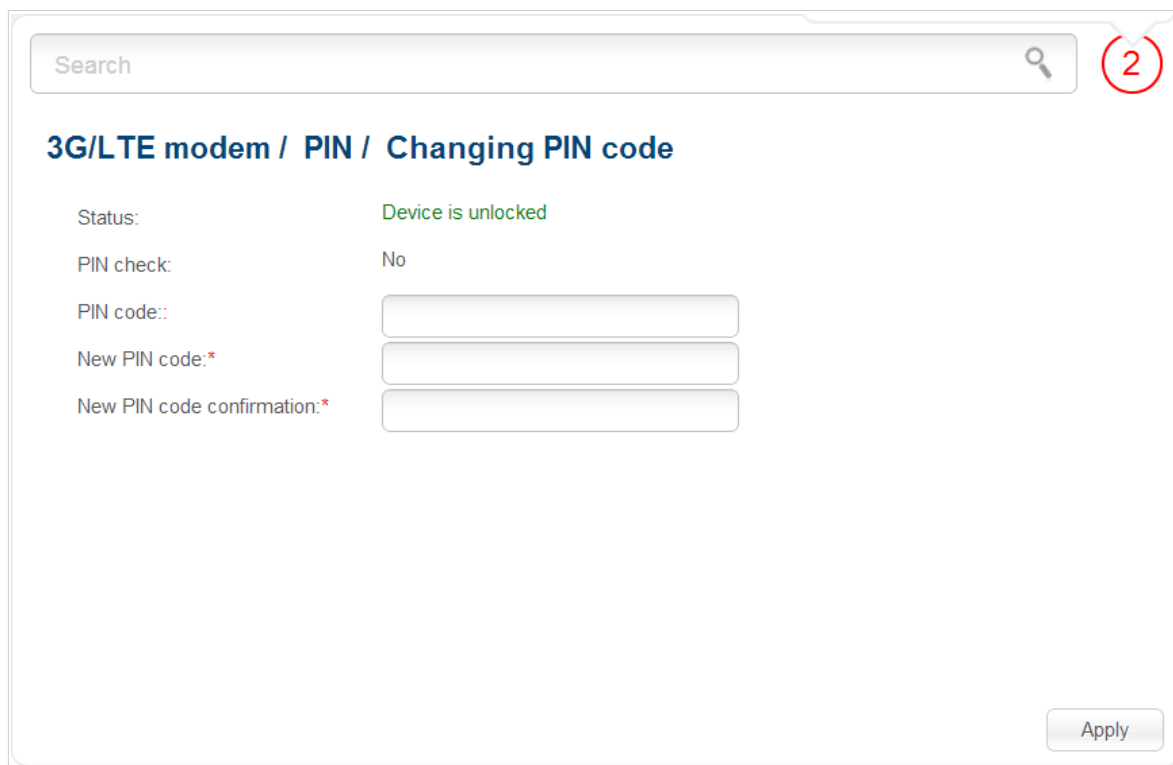 Search
2
3G/LTE modem / PIN / Changing PIN code
Status: Device is unlocked
PIN check: No
PIN code::
New PIN code:*
New PIN code confirmation:*
Apply